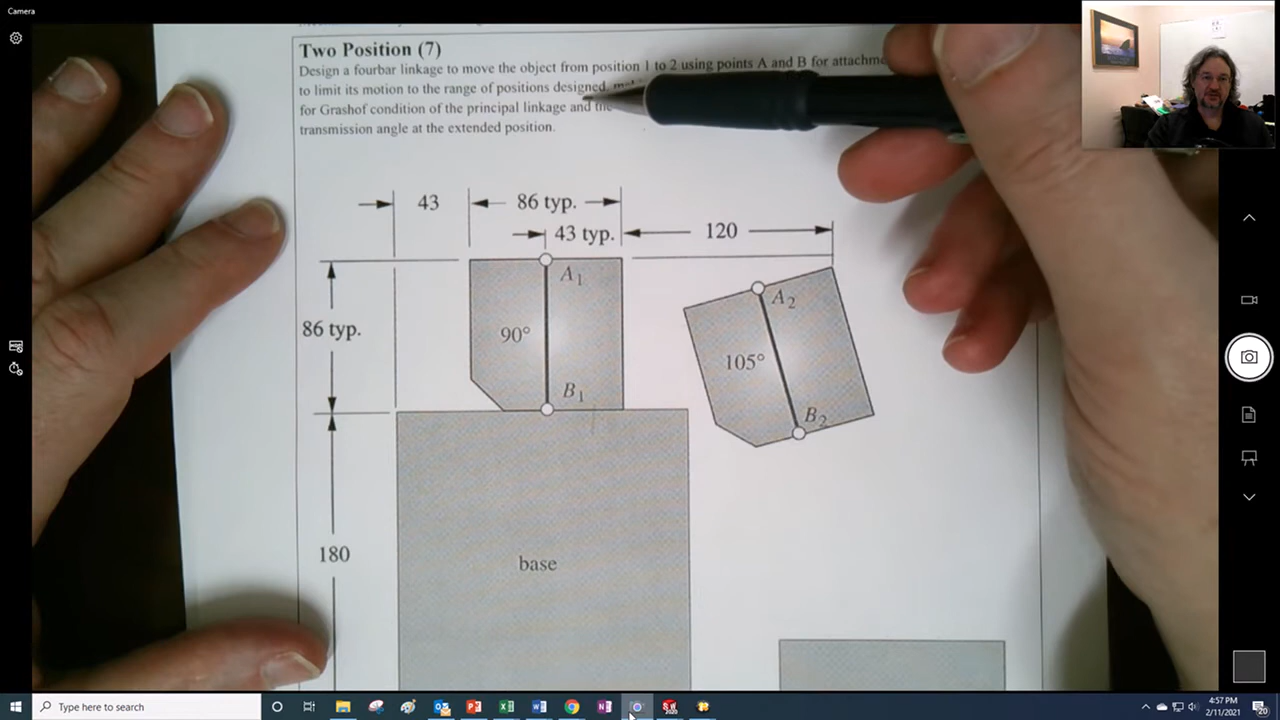 Camera
Two Position (7)
Design a fourbar linkage to move the object from position 1 to 2 using points A and B for
to limit its motion to the range of positions designed,
for Grashof condition of the principal linkage and the
transmission angle at the extended position.
43
86 typ.
43 typ.
120
A1
A2
86 typ.
90°
105°
B1
B2
180
base
Type here to search
4:57 PM
2/11/2021
20